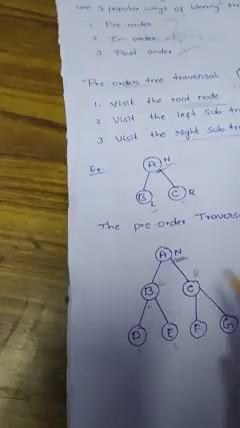 are 3 popular ways of binary
1. Pre order
2. In order
3. Post order
Pre-order tree traversal
1. Visit the root node
2. Visit the left sub
3. Visit the right sub
Ex:
A N
B C R
L
The pre-order
A N
B L C R
D E F G